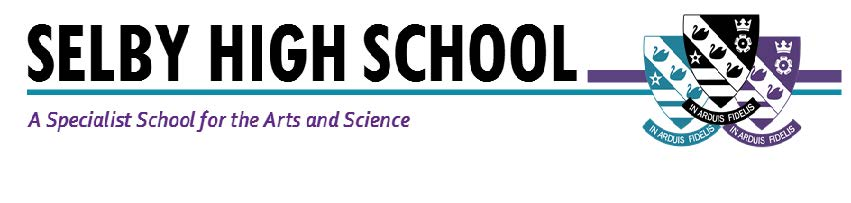 SELBY HIGH SCHOOL
A Specialist School for the Arts and Science
IN ARDUIS FIDELIS
IN ARDUIS FIDELIS
IN ARDUIS FIDELIS